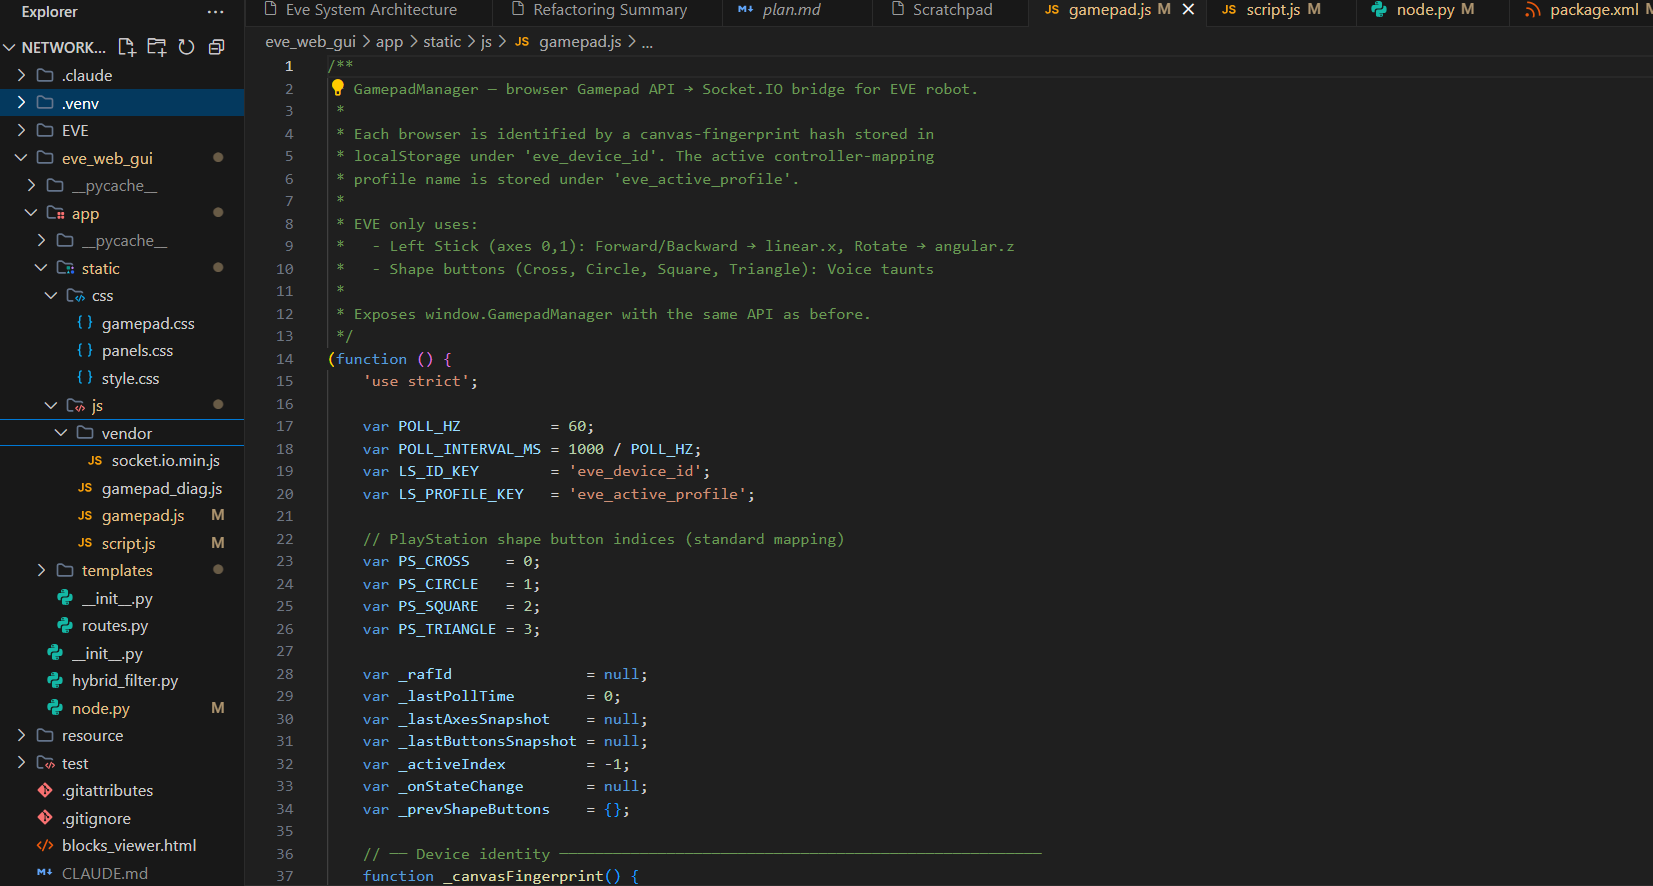 Explorer
Eve System Architecture
Refactoring Summary
plan.md
Scratchpad
JS gamepad.js M
JS script.js M
node.py M
package.xml M
NETWORK...
eve_web_gui > app > static > js > JS gamepad.js > ...
.claude
.venv
EVE
eve_web_gui
__pycache__
app
__pycache__
static
css
{} gamepad.css
{} panels.css
{} style.css
js
vendor
JS socket.io.min.js
JS gamepad_diag.js
JS gamepad.js M
JS script.js M
templates
__init__.py
routes.py
__init__.py
hybrid_filter.py
node.py M
resource
test
.gitattributes
.gitignore
blocks_viewer.html
CLAUDE.md
1 /**
2 GamepadManager — browser Gamepad API → Socket.IO bridge for EVE robot.
3 *
4 * Each browser is identified by a canvas-fingerprint hash stored in
5 * localStorage under 'eve_device_id'. The active controller-mapping
6 * profile name is stored under 'eve_active_profile'.
7 *
8 * EVE only uses:
9 *   - Left Stick (axes 0,1): Forward/Backward → linear.x, Rotate → angular.z
10 *   - Shape buttons (Cross, Circle, Square, Triangle): Voice taunts
11 *
12 * Exposes window.GamepadManager with the same API as before.
13 */
14 (function () {
15     'use strict';
16
17     var POLL_HZ          = 60;
18     var POLL_INTERVAL_MS = 1000 / POLL_HZ;
19     var LS_ID_KEY        = 'eve_device_id';
20     var LS_PROFILE_KEY   = 'eve_active_profile';
21
22     // PlayStation shape button indices (standard mapping)
23     var PS_CROSS    = 0;
24     var PS_CIRCLE   = 1;
25     var PS_SQUARE   = 2;
26     var PS_TRIANGLE = 3;
27
28     var _rafId               = null;
29     var _lastPollTime        = 0;
30     var _lastAxesSnapshot    = null;
31     var _lastButtonsSnapshot = null;
32     var _activeIndex         = -1;
33     var _onStateChange       = null;
34     var _prevShapeButtons    = {};
35
36     // ── Device identity ──────────────────────────────────────────────────────
37     function _canvasFingerprint() {